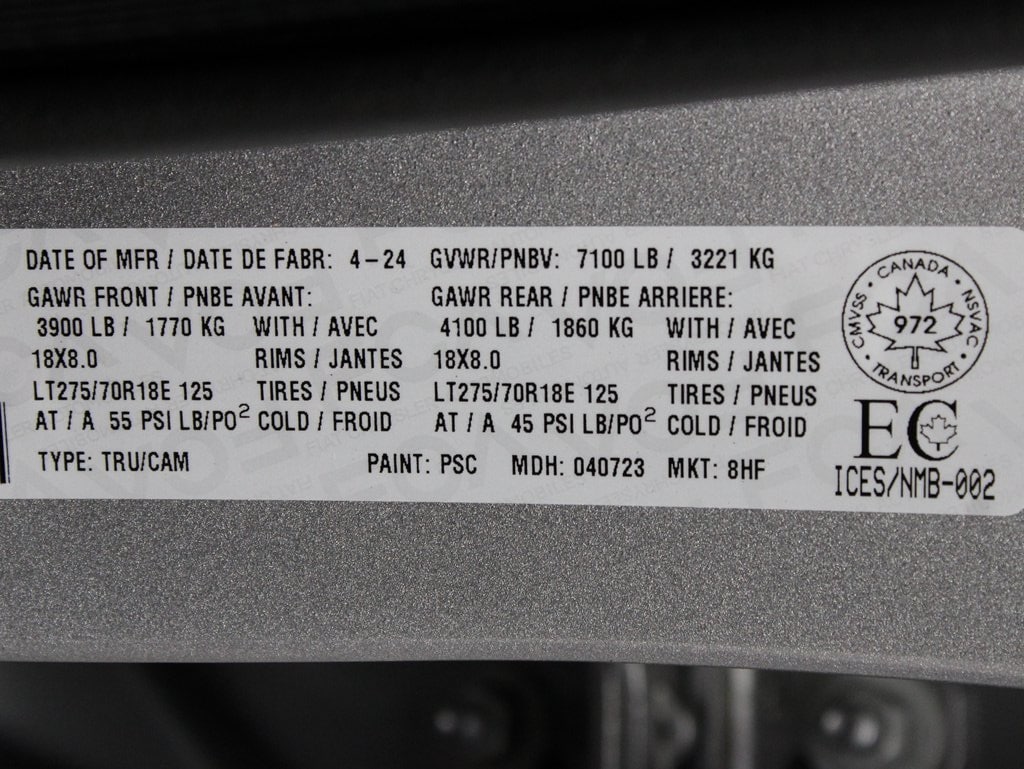 DATE OF MFR / DATE DE FABR: 4-24 GVWR/PNBV: 7100 LB / 3221 KG
GAWR FRONT / PNBE AVANT: GAWR REAR / PNBE ARRIERE:
3900 LB / 1770 KG WITH / AVEC 4100 LB / 1860 KG WITH / AVEC
18X8.0 RIMS / JANTES 18X8.0 RIMS / JANTES
LT275/70R18E 125 TIRES / PNEUS LT275/70R18E 125 TIRES / PNEUS
AT / A 55 PSI LB/PO² COLD / FROID AT / A 45 PSI LB/PO² COLD / FROID
TYPE: TRU/CAM PAINT: PSC MDH: 040723 MKT: 8HF
CANADA
CMVSS · NSVAC
972
TRANSPORT
EC
ICES/NMB-002